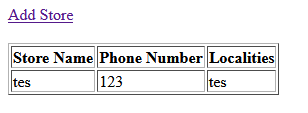 Add Store
Store Name Phone Number Localities
tes 123 tes